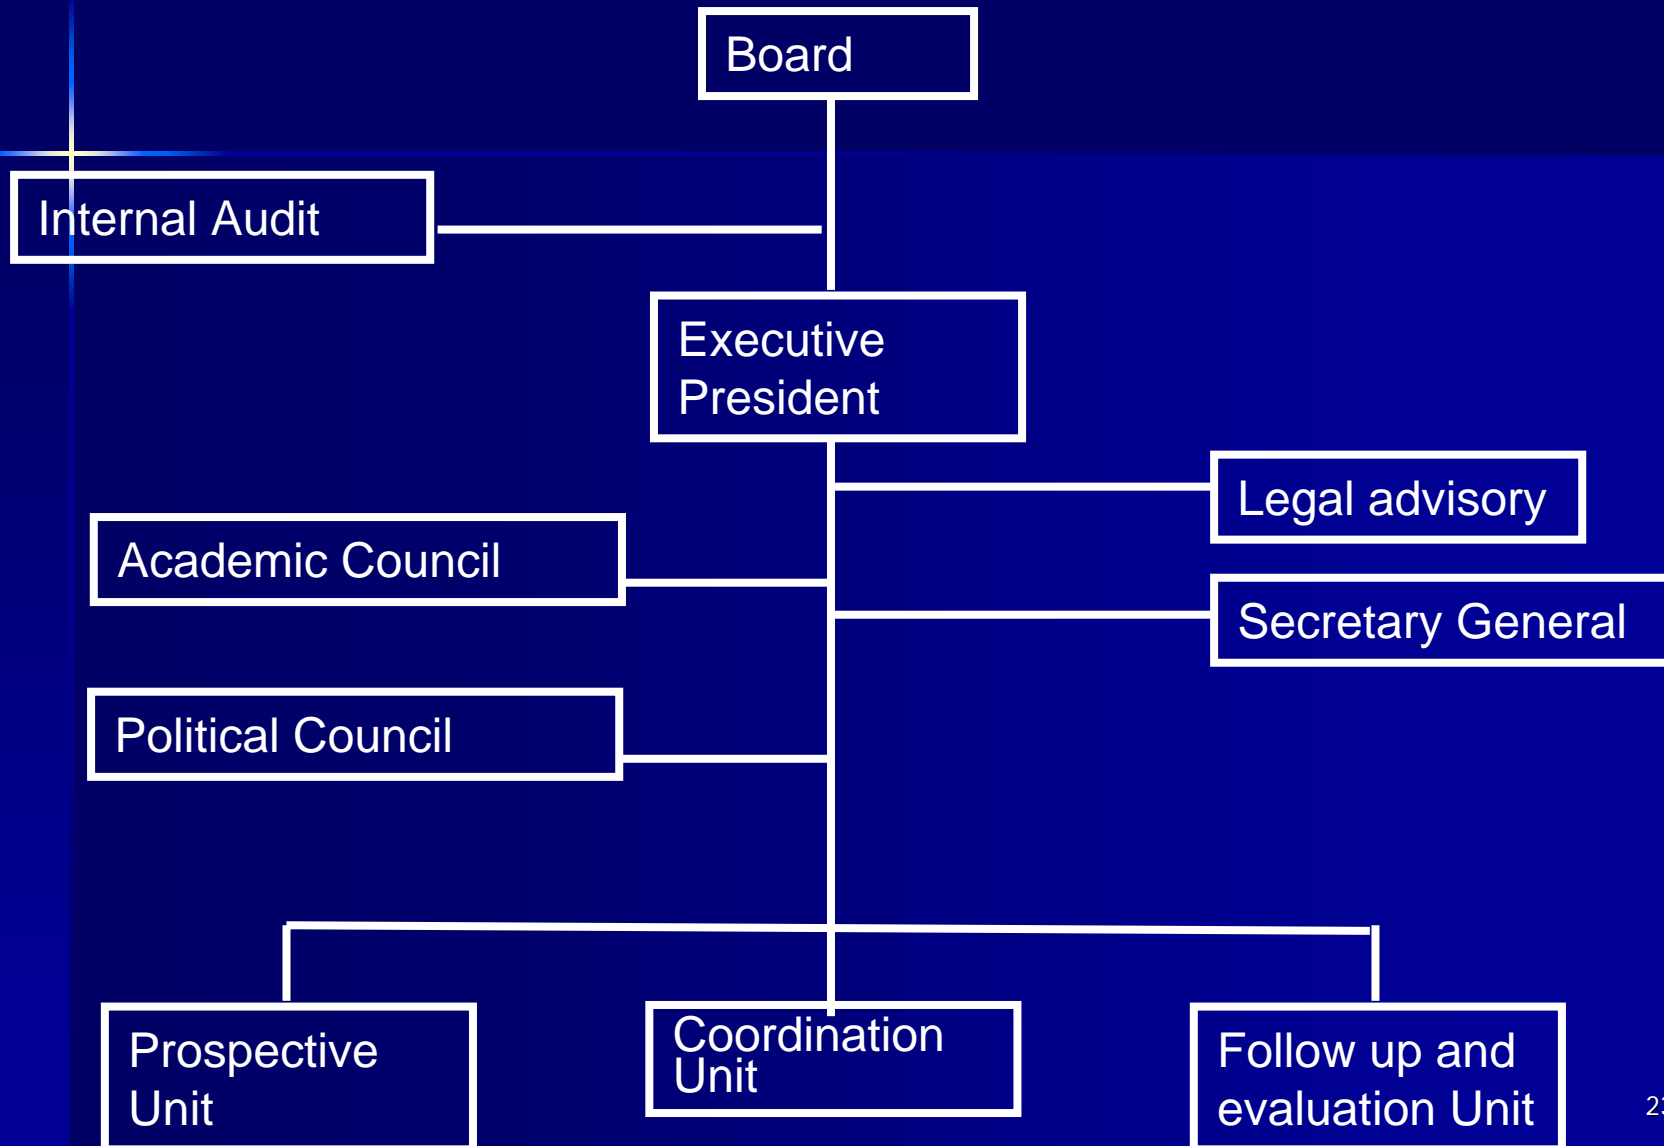 Board
Internal Audit
Executive
President
Legal advisory
Academic Council
Secretary General
Political Council
Prospective
Unit
Coordination
Unit
Follow up and
evaluation Unit